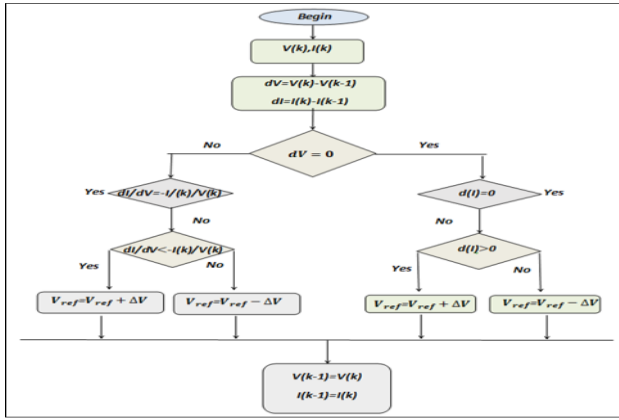 Begin
V(k),I(k)
dV=V(k)-V(k-1)
dI=I(k)-I(k-1)
No
Yes
dV = 0
Yes
dI/dV=-I/(k)/V(k)
d(I)=0
Yes
No
No
dI/dV<-I(k)/V(k)
d(I)>0
Yes
No
Yes
No
Vref=Vref + ΔV
Vref=Vref − ΔV
Vref=Vref + ΔV
Vref=Vref − ΔV
V(k-1)=V(k)
I(k-1)=I(k)